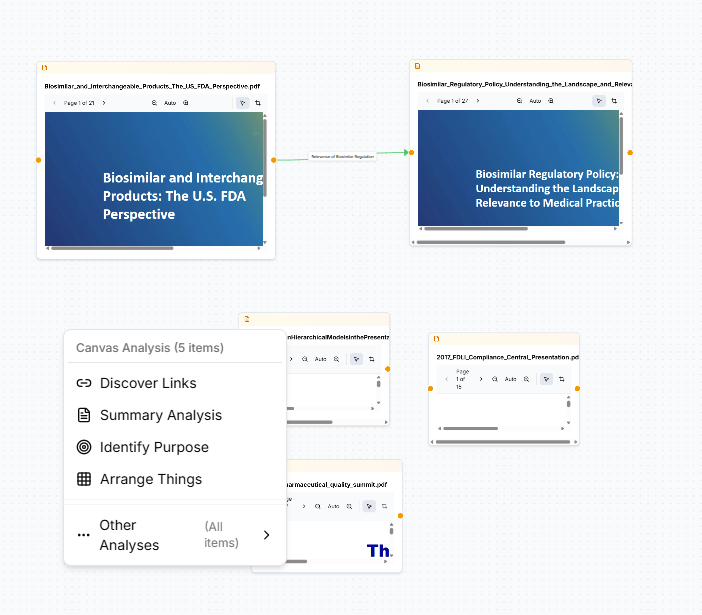 Biosimilar_and_Interchangeable_Products_The_US_FDA_Perspective.pdf
Page 1 of 21
Auto
Biosimilar and Interchang
Products: The U.S. FDA
Perspective
Relevance of Biosimilar Regulation
Biosimilar_Regulatory_Policy_Understanding_the_Landscape_and_Releva
Page 1 of 27
Auto
Biosimilar Regulatory Policy:
Understanding the Landscap
Relevance to Medical Practic
Canvas Analysis (5 items)
Discover Links
Summary Analysis
Identify Purpose
Arrange Things
Other Analyses
(All items)
nHierarchicalModelsinthePresenta
Auto
2017_FDLI_Compliance_Central_Presentation.pd
Page
1 of
15
Auto
armaceutical_quality_summit.pdf
Auto
Th